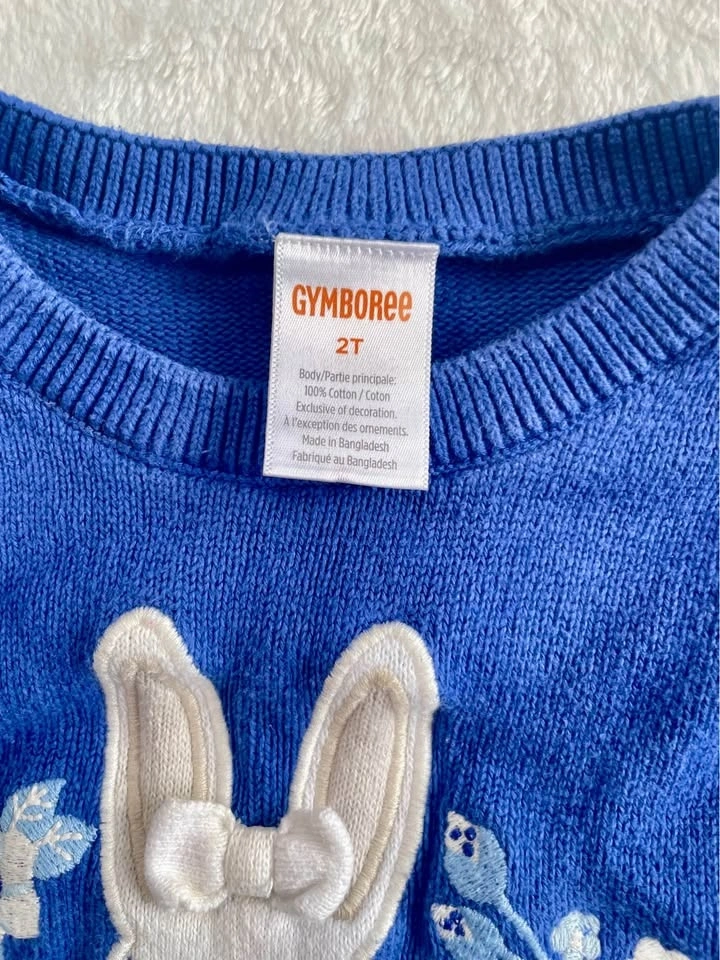 GYMBOREE
2T
Body/Partie principale:
100% Cotton / Coton
Exclusive of decoration.
À l'exception des ornements.
Made in Bangladesh
Fabriqué au Bangladesh